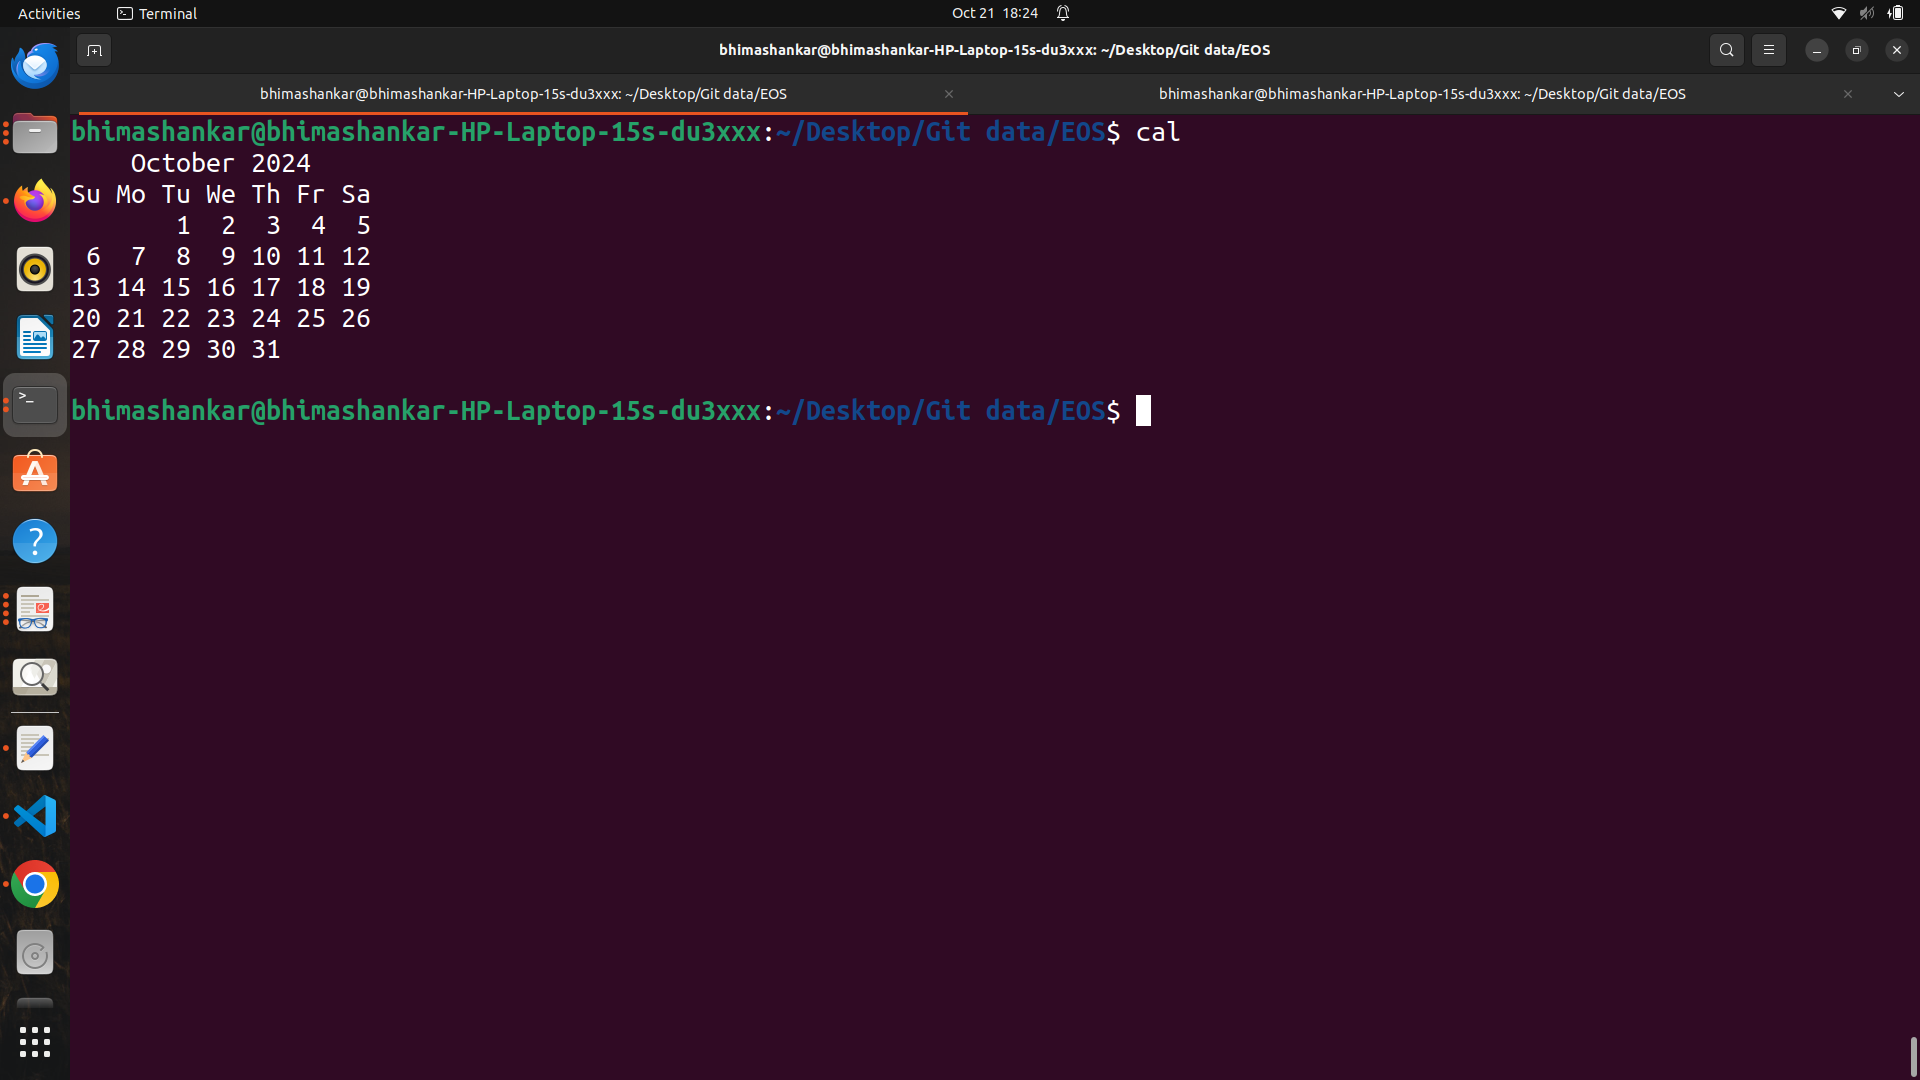 Activities Terminal Oct 21 18:24
bhimashankar@bhimashankar-HP-Laptop-15s-du3xxx: ~/Desktop/Git data/EOS
bhimashankar@bhimashankar-HP-Laptop-15s-du3xxx: ~/Desktop/Git data/EOS bhimashankar@bhimashankar-HP-Laptop-15s-du3xxx: ~/Desktop/Git data/EOS
bhimashankar@bhimashankar-HP-Laptop-15s-du3xxx:~/Desktop/Git data/EOS$ cal
    October 2024
Su Mo Tu We Th Fr Sa
       1  2  3  4  5
 6  7  8  9 10 11 12
13 14 15 16 17 18 19
20 21 22 23 24 25 26
27 28 29 30 31
bhimashankar@bhimashankar-HP-Laptop-15s-du3xxx:~/Desktop/Git data/EOS$